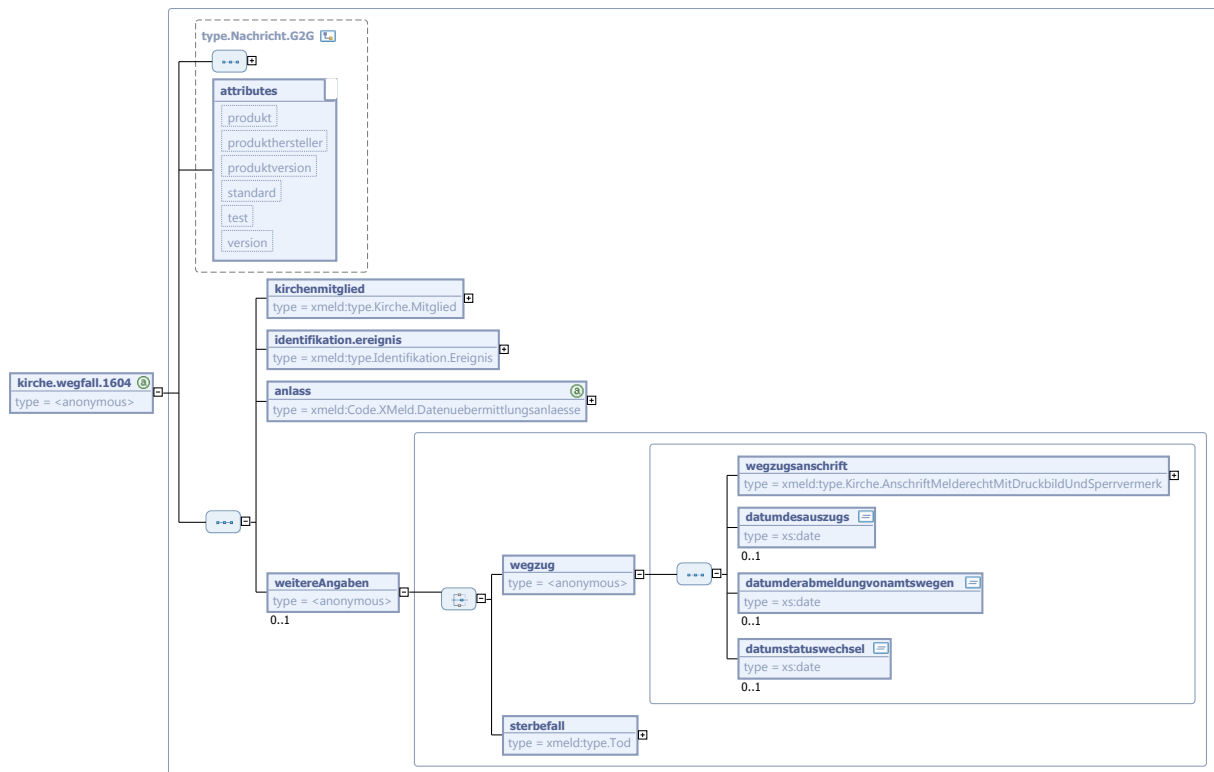 type.Nachricht.G2G
attributes
produkt
produkthersteller
produktversion
standard
test
version
kirchenmitglied
type = xmeld:type.Kirche.Mitglied
identifikation.ereignis
type = xmeld:type.Identifikation.Ereignis
kirche.wegfall.1604 a
type = <anonymous>
anlass a
type = xmeld:Code.XMeld.Datenuebermittlungsanlaesse
weitereAngaben
type = <anonymous>
0..1
wegzug
type = <anonymous>
wegzugsanschrift
type = xmeld:type.Kirche.AnschriftMelderechtMitDruckbildUndSperrvermerk
datumdesauszugs
type = xs:date
0..1
datumderabmeldungvonamtswegen
type = xs:date
0..1
datumstatuswechsel
type = xs:date
0..1
sterbefall
type = xmeld:type.Tod